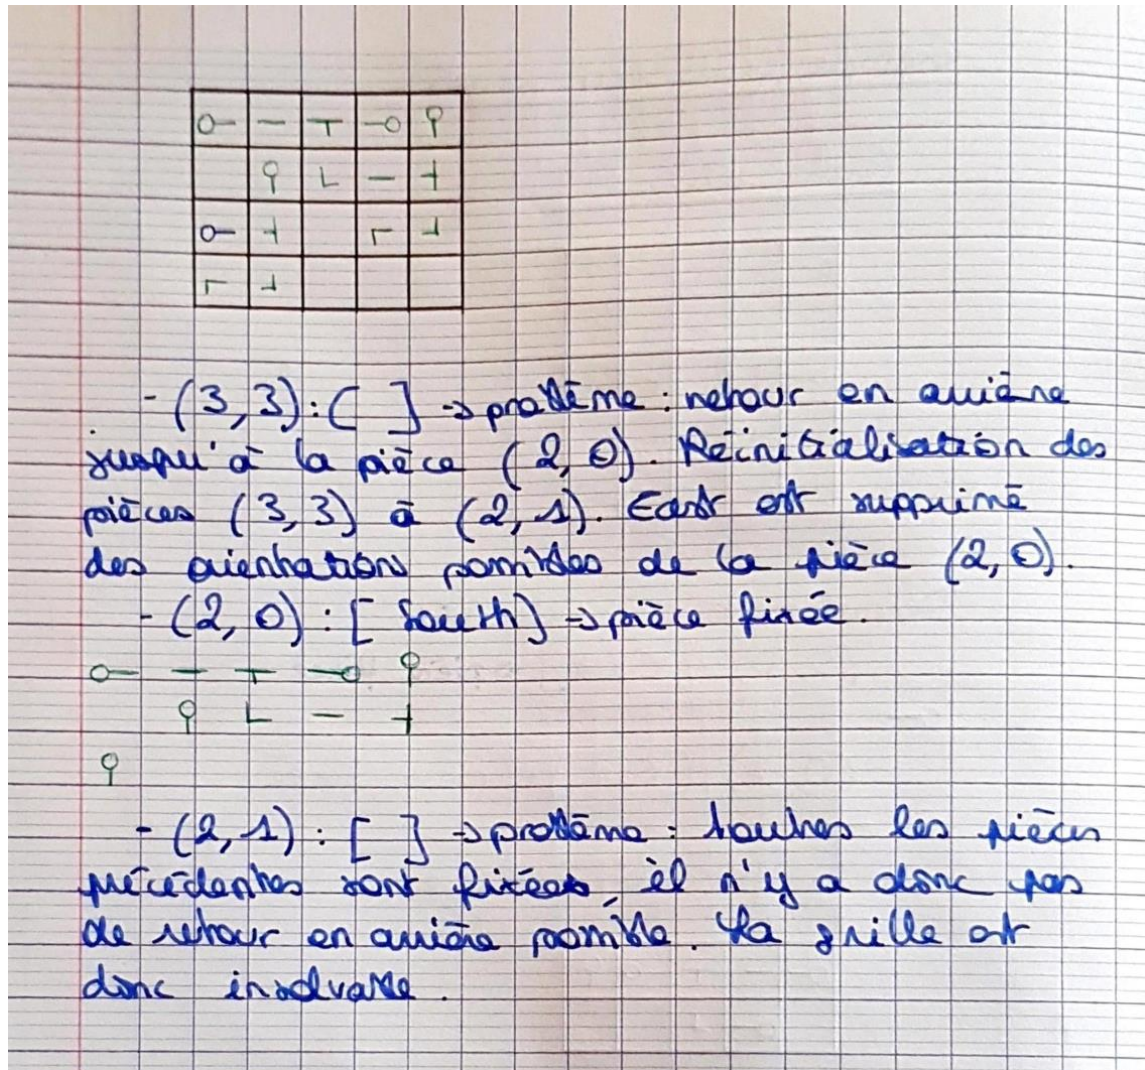 - (3,3): [ ] → problème : retour en arrière
jusqu'à la pièce (2,0). Réinitialisation des
pièces (3,3) à (2,1). East est supprimé
des orientations possibles de la pièce (2,0).
- (2,0) : [South] → pièce fixée.
- (2,1) : [ ] → problème : toutes les pièces
précédentes sont fixées, il n'y a donc pas
de retour en arrière possible. La grille est
donc insolvable.